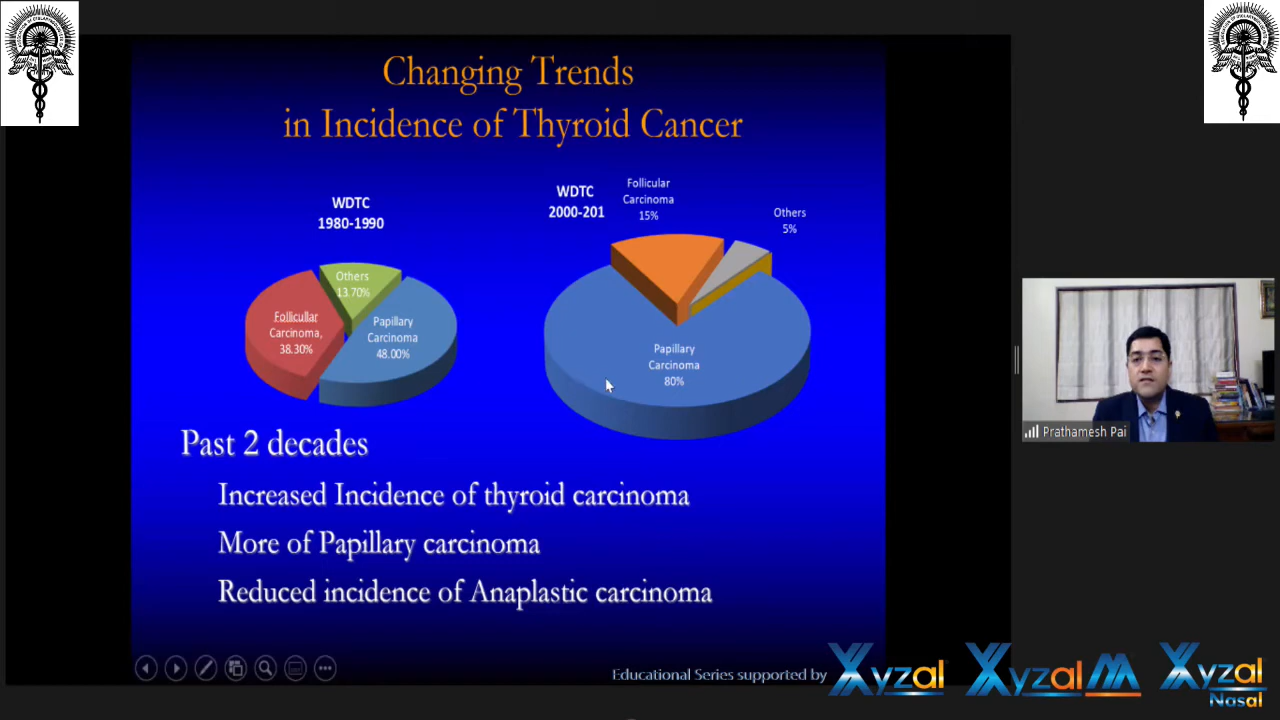 Changing Trends
in Incidence of Thyroid Cancer
WDTC
1980-1990
Others
13.70%
Follicullar
Carcinoma,
38.30%
Papillary
Carcinoma
48.00%
WDTC
2000-201
Follicular
Carcinoma
15%
Others
5%
Papillary
Carcinoma
80%
Past 2 decades
Increased Incidence of thyroid carcinoma
More of Papillary carcinoma
Reduced incidence of Anaplastic carcinoma
Prathamesh Pai
Educational Series supported by
Xyzal
Xyzal M
Xyzal
Nasal